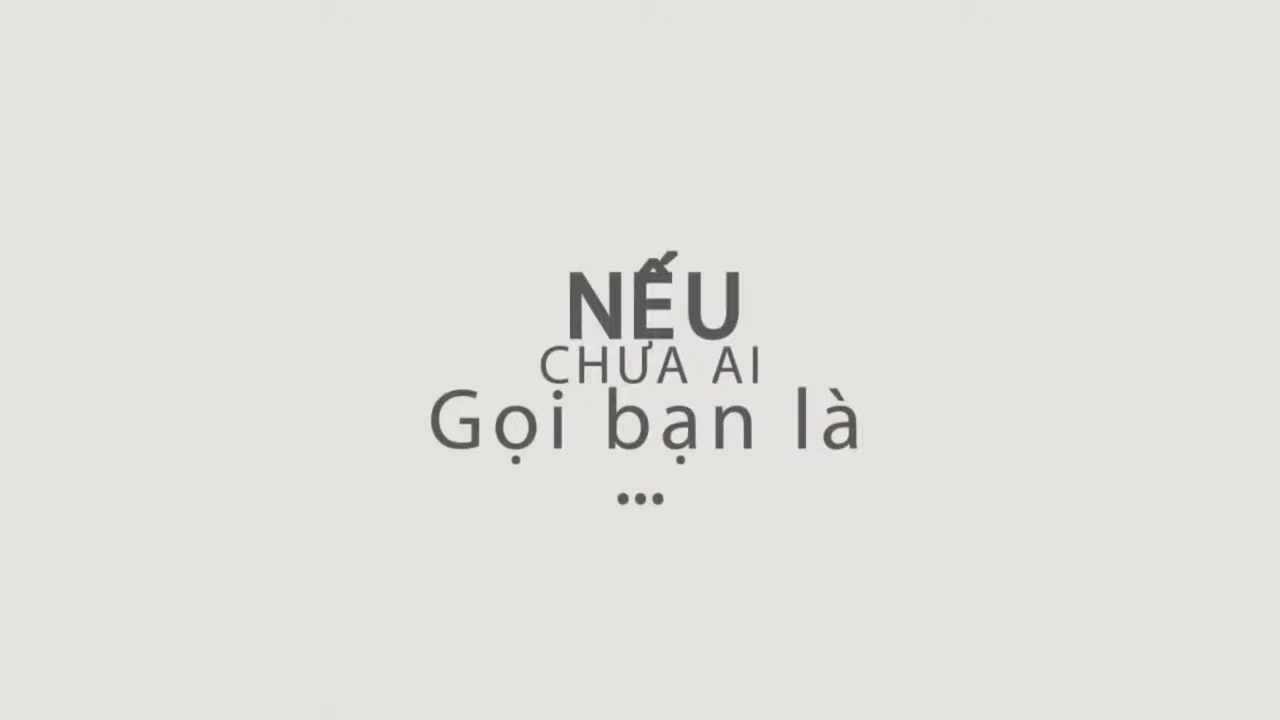 NẾU
CHƯA AI
Gọi bạn là
...